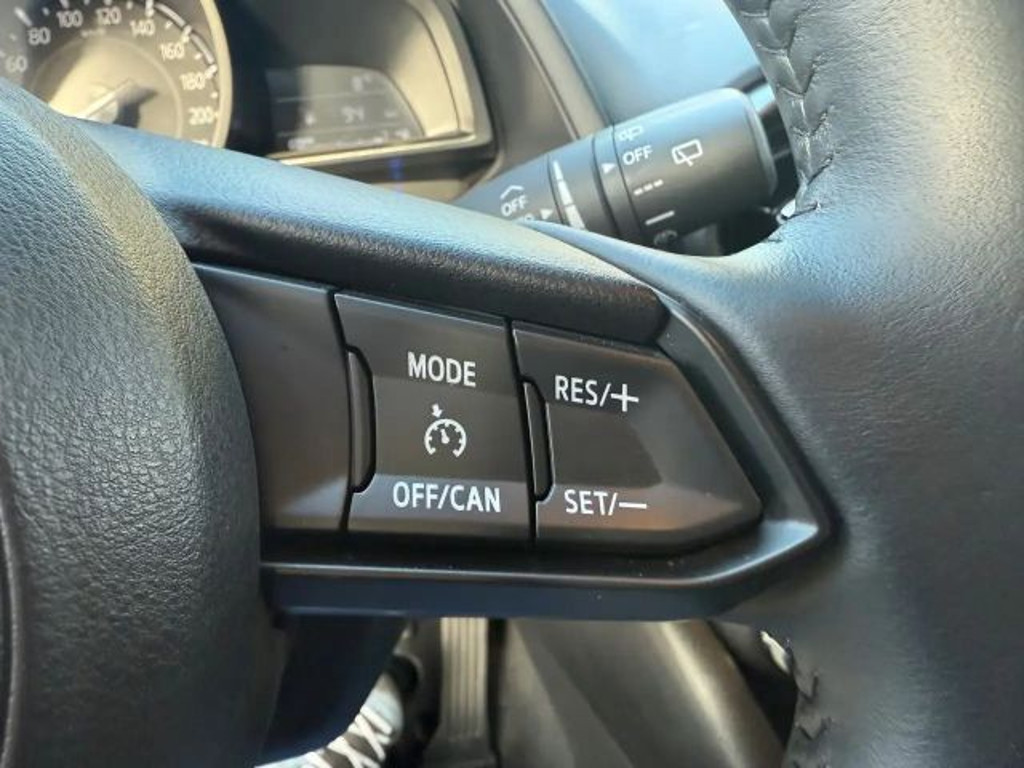 60
80
100
120
140
160
180
200
OFF
OFF
MODE
OFF/CAN
RES/+
SET/—